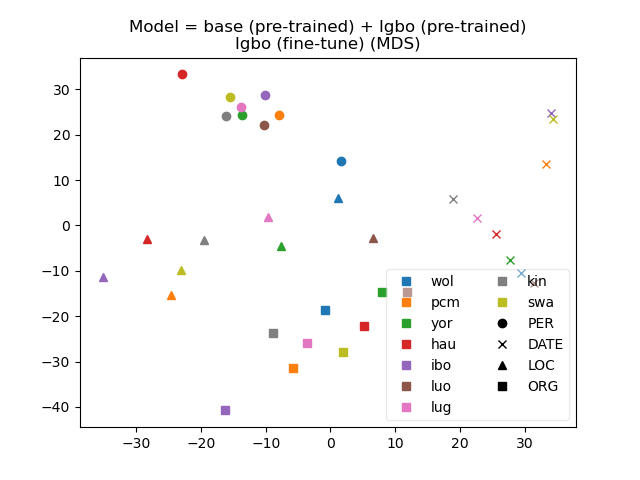 Model = base (pre-trained) + Igbo (pre-trained)
Igbo (fine-tune) (MDS)
30
20
10
0
−10
−20
−30
−40
wol kin
pcm swa
yor PER
hau DATE
ibo LOC
luo ORG
lug
−30 −20 −10 0 10 20 30